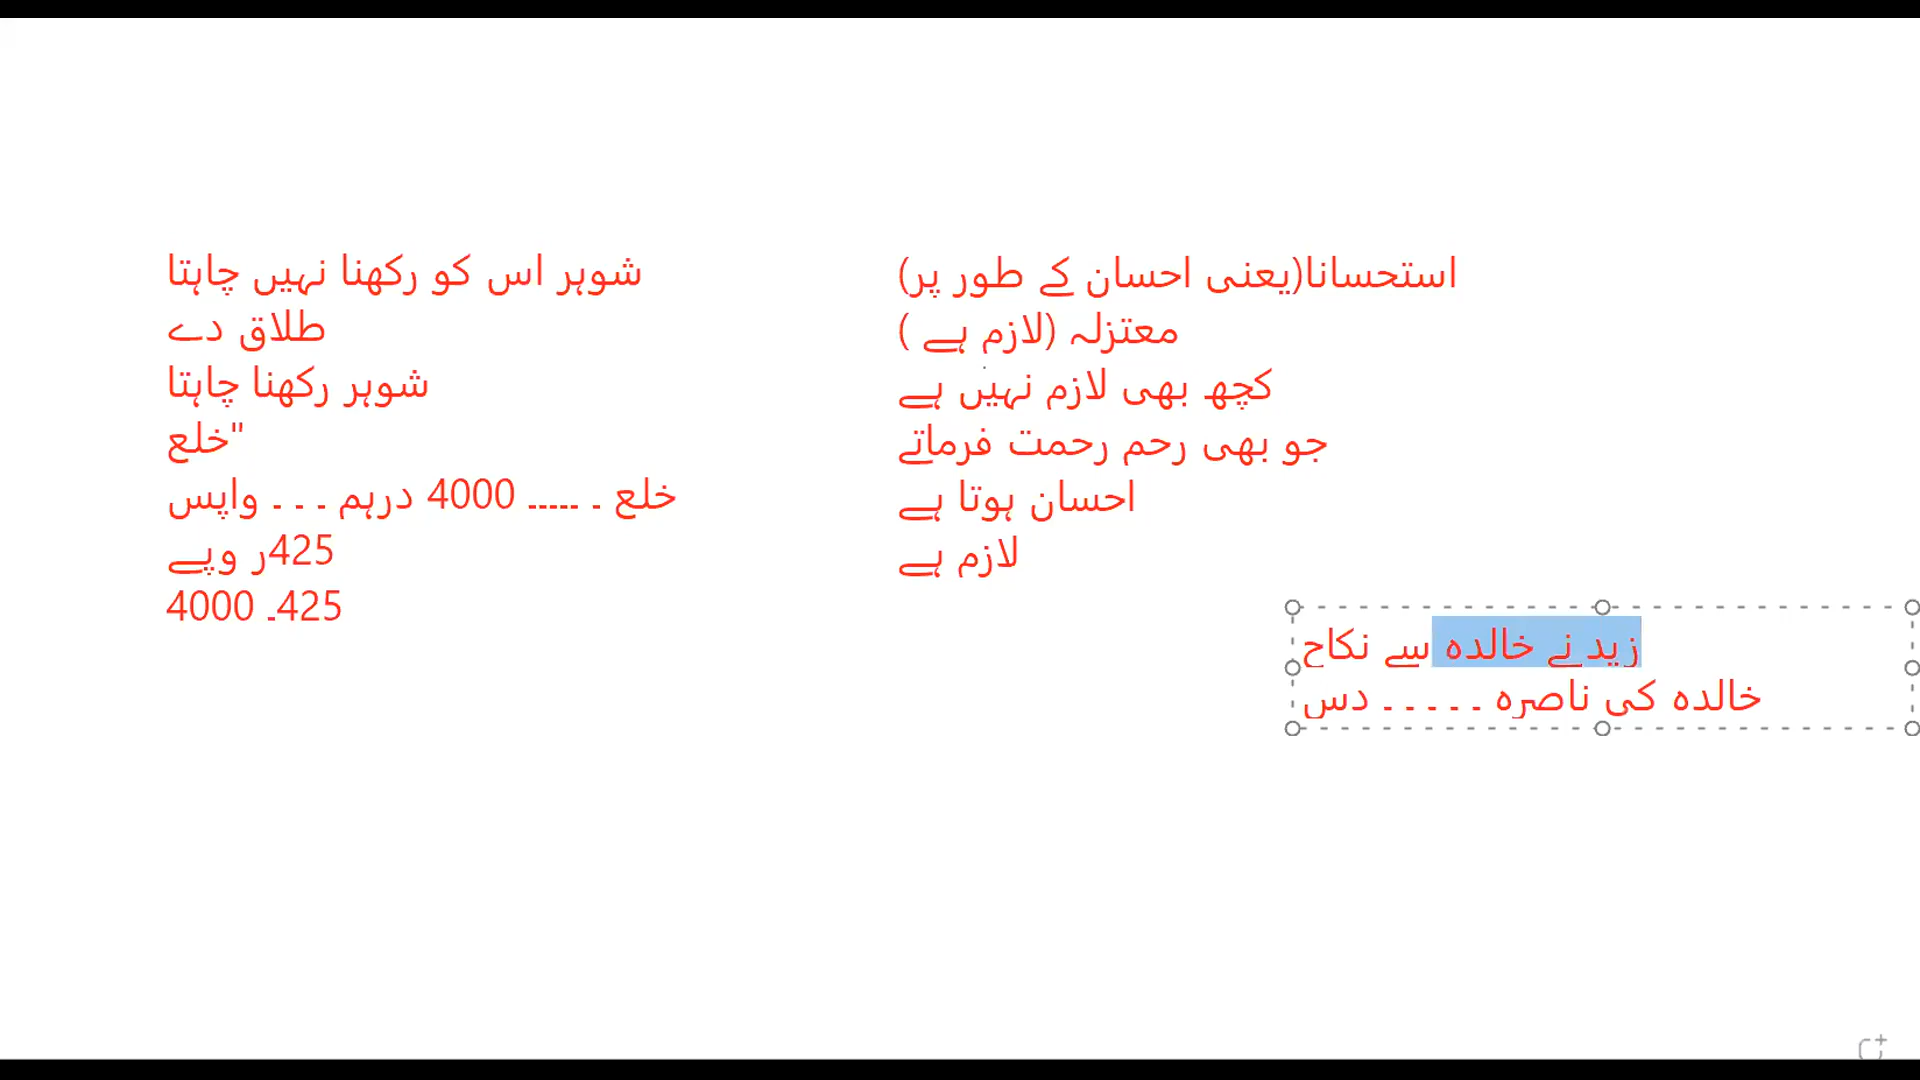 استحسانا(یعنی احسان کے طور پر)
معتزلہ (لازم ہے )
کچھ بھی لازم نہیں ہے
جو بھی رحم رحمت فرماتے
احسان ہوتا ہے
لازم ہے
شوہر اس کو رکھنا نہیں چاہتا
طلاق دے
شوہر رکھنا چاہتا
"خلع
خلع ۔ ----- 4000 درہم ۔ ۔ ۔ واپس
425ر وپے
425۔ 4000
زید نے خالدہ سے نکاح
خالدہ کی ناصرہ ۔ ۔ ۔ ۔ ۔ دس